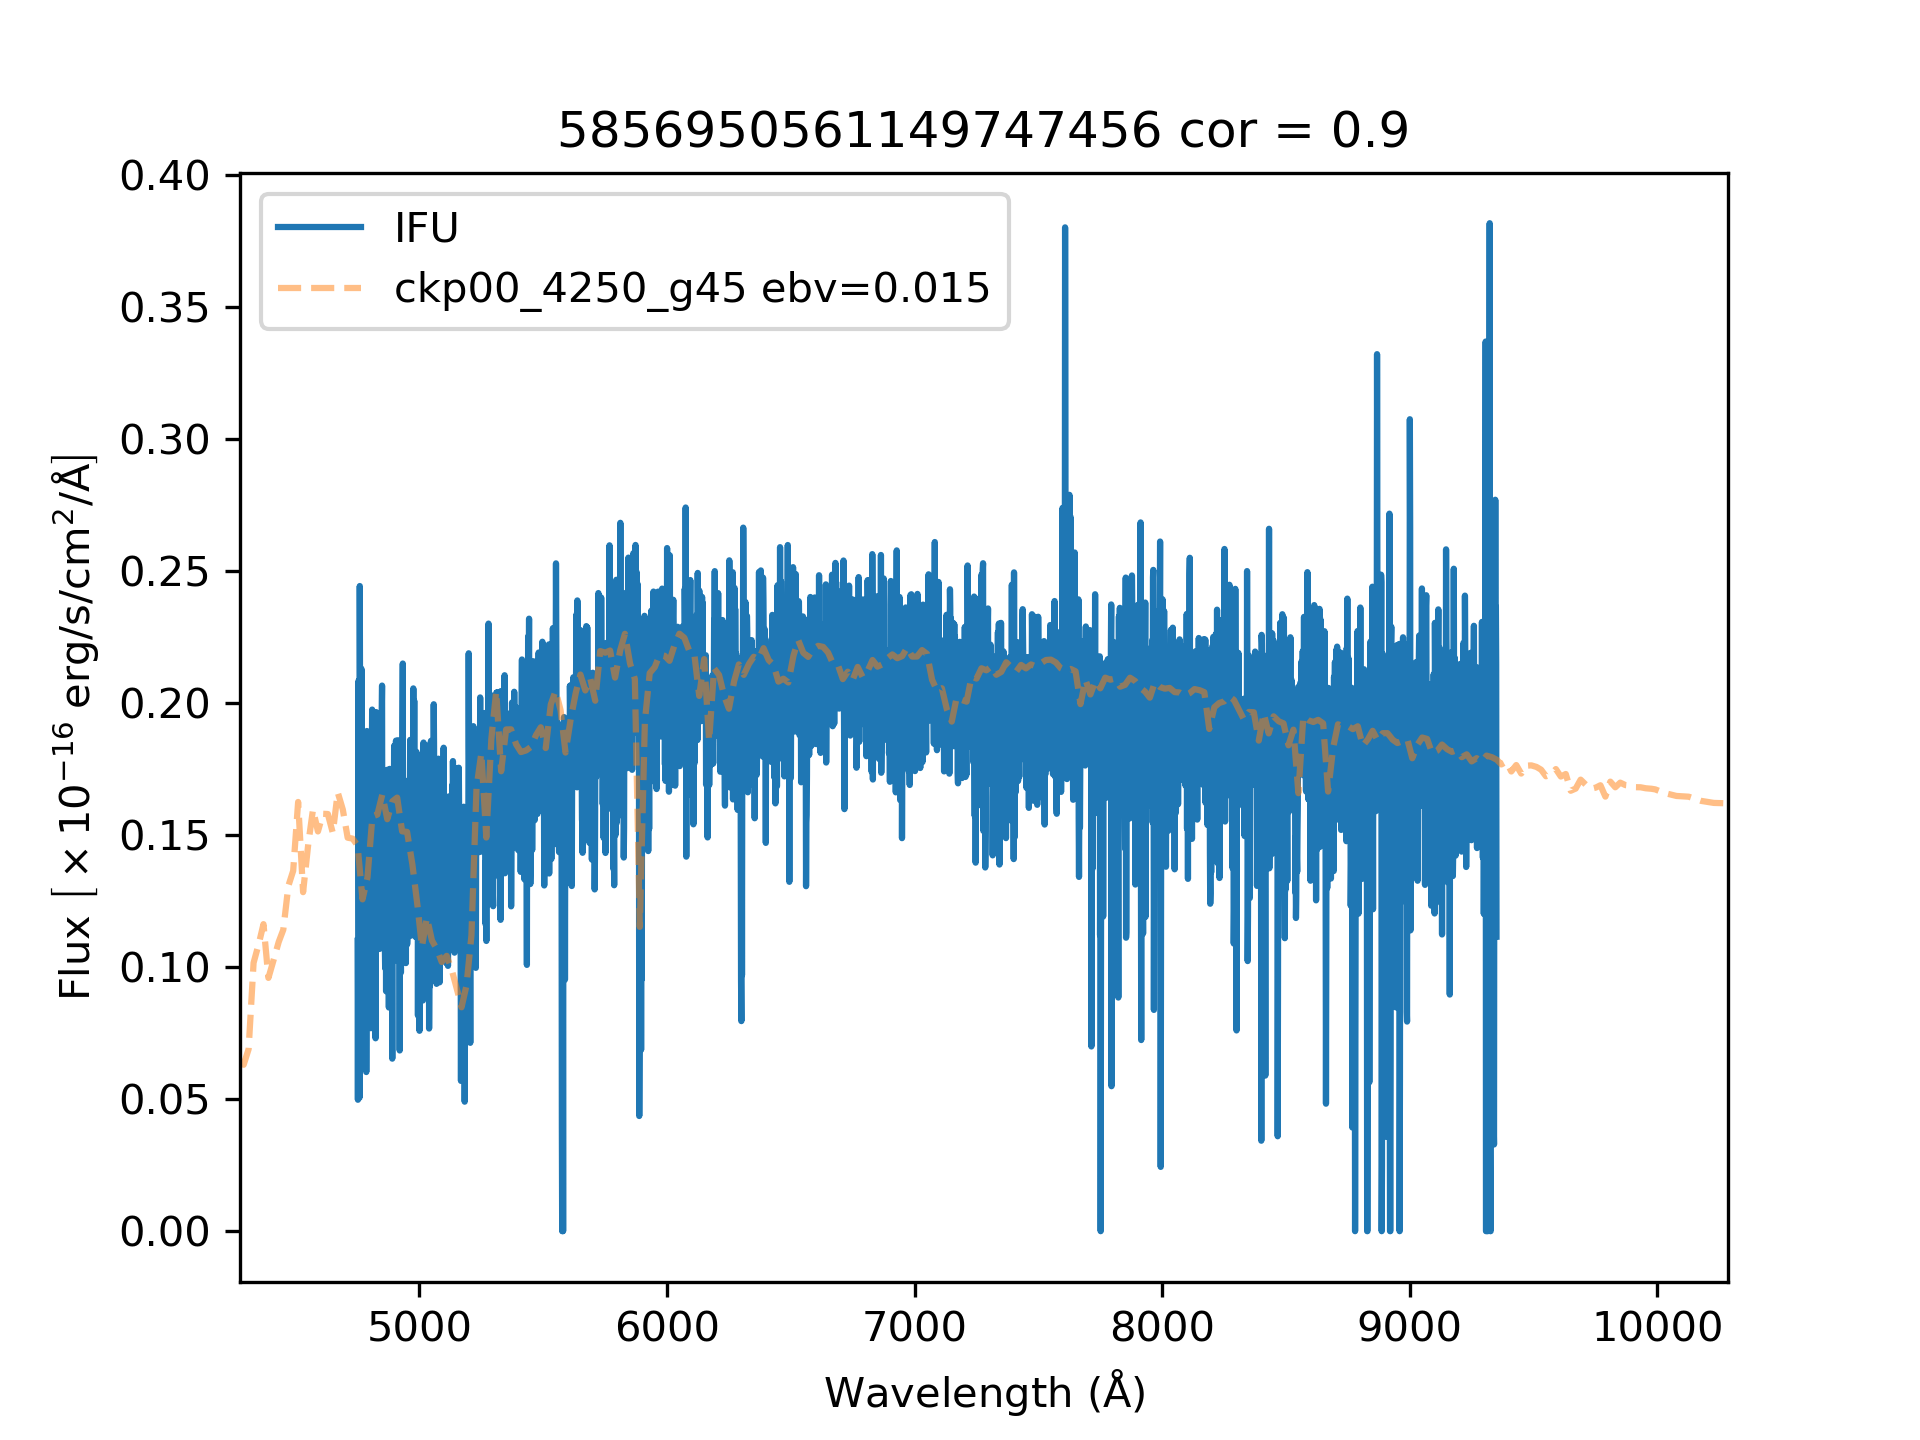 5856950561149747456 cor = 0.9
0.40
0.35
0.30
0.25
0.20
0.15
0.10
0.05
0.00
Flux [×10⁻¹⁶ erg/s/cm²/Å]
IFU
ckp00_4250_g45 ebv=0.015
5000 6000 7000 8000 9000 10000
Wavelength (Å)